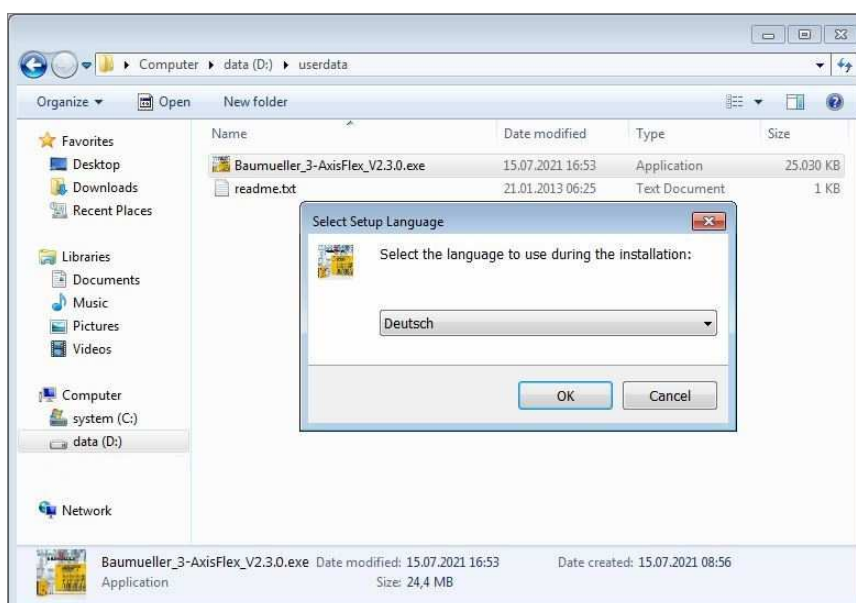 Computer ▸ data (D:) ▸ userdata
Organize Open New folder
Name Date modified Type Size
Favorites
Desktop
Downloads
Recent Places
Libraries
Documents
Music
Pictures
Videos
Computer
system (C:)
data (D:)
Network
Baumueller_3-AxisFlex_V2.3.0.exe 15.07.2021 16:53 Application 25.030 KB
readme.txt 21.01.2013 06:25 Text Document 1 KB
Select Setup Language
Select the language to use during the installation:
Deutsch
OK Cancel
Baumueller_3-AxisFlex_V2.3.0.exe Date modified: 15.07.2021 16:53 Date created: 15.07.2021 08:56
Application Size: 24,4 MB